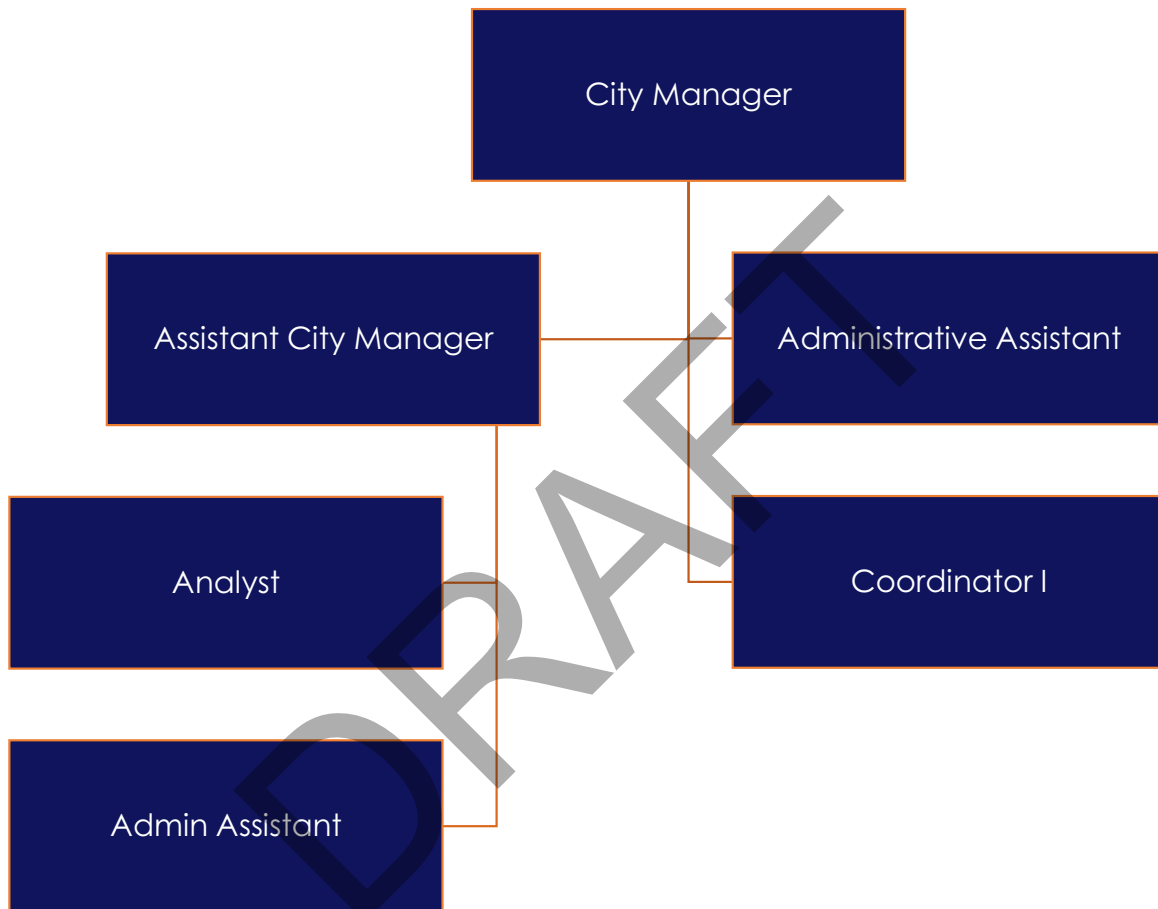 City Manager
Assistant City Manager
Administrative Assistant
Analyst
Coordinator I
Admin Assistant
DRAFT